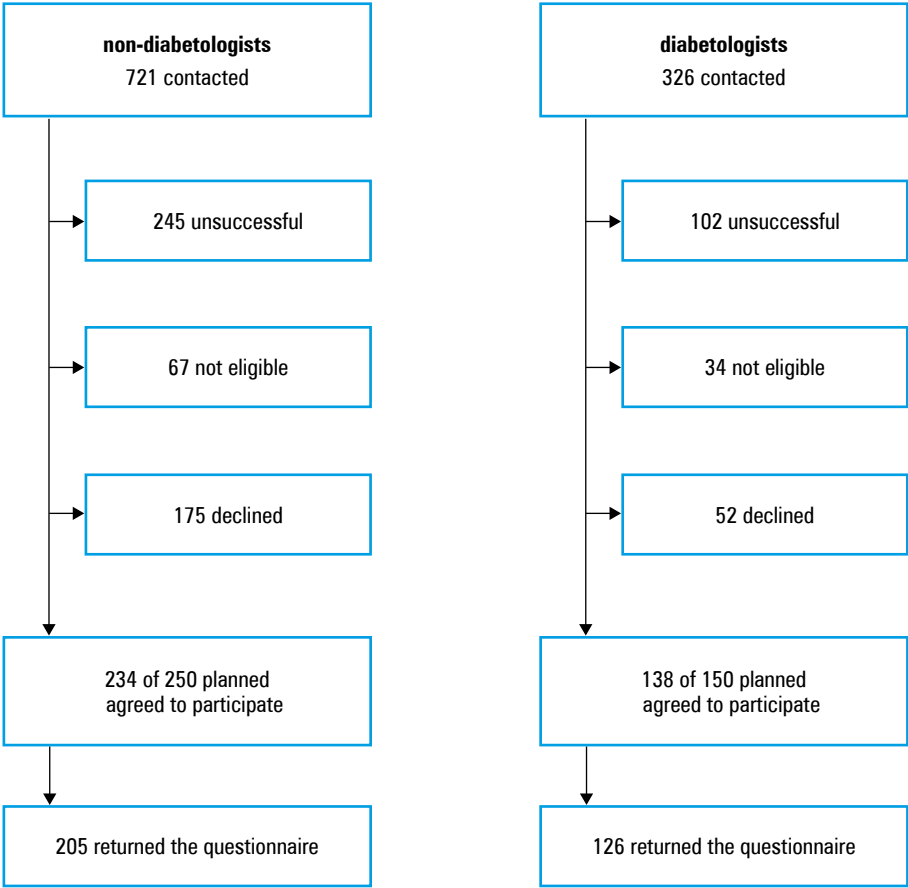 non-diabetologists
721 contacted
245 unsuccessful
67 not eligible
175 declined
234 of 250 planned
agreed to participate
205 returned the questionnaire
diabetologists
326 contacted
102 unsuccessful
34 not eligible
52 declined
138 of 150 planned
agreed to participate
126 returned the questionnaire